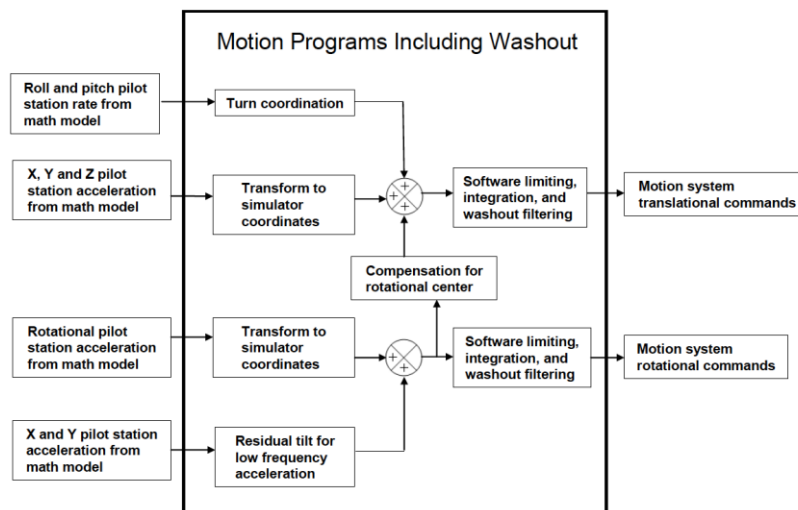 Motion Programs Including Washout
Roll and pitch pilot
station rate from
math model
Turn coordination
X, Y and Z pilot
station acceleration
from math model
Transform to
simulator
coordinates
+
+
+
Software limiting,
integration, and
washout filtering
Motion system
translational commands
Compensation for
rotational center
Rotational pilot
station acceleration
from math model
Transform to
simulator
coordinates
+
+
Software limiting,
integration, and
washout filtering
Motion system
rotational commands
X and Y pilot station
acceleration from
math model
Residual tilt for
low frequency
acceleration